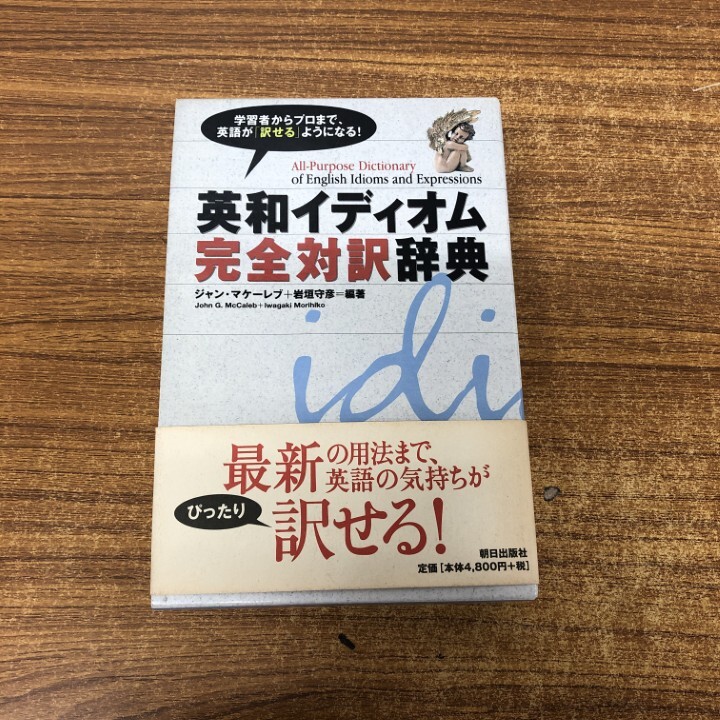 学習者からプロまで、
英語が「訳せる」ようになる!
All-Purpose Dictionary
of English Idioms and Expressions
英和イディオム
完全対訳辞典
ジャン・マケーレブ+岩垣守彦=編著
John G. McCaleb+Iwagaki Morihiko
idi
最新の用法まで、
英語の気持ちが
ぴったり
訳せる!
朝日出版社
定価[本体4,800円+税]